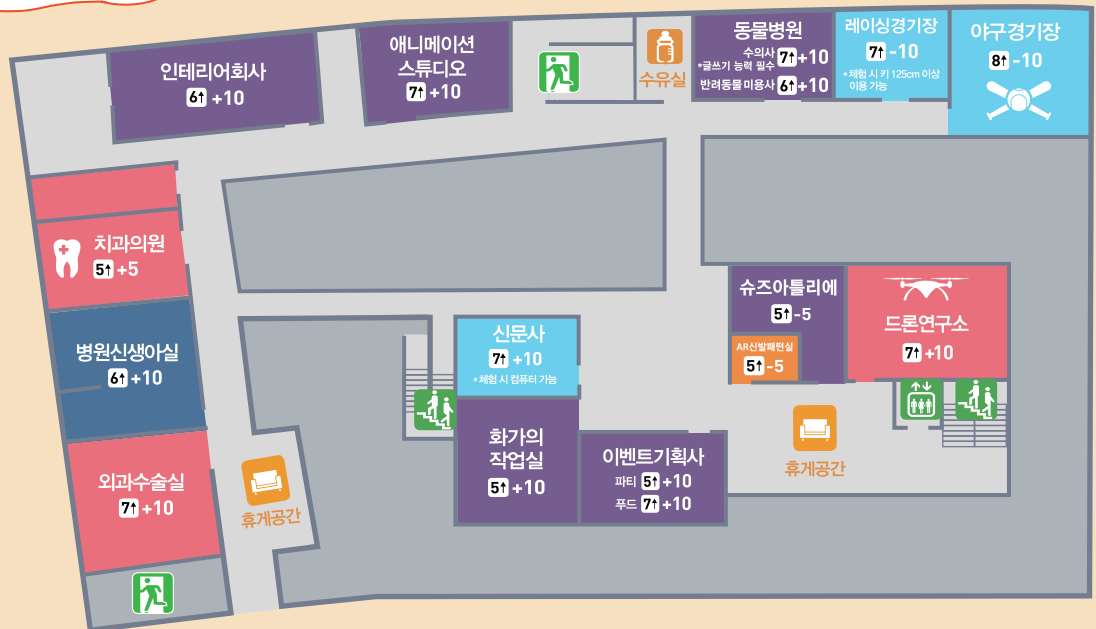 인테리어회사
6↑ +10
애니메이션
스튜디오
7↑ +10
수유실
동물병원
수의사 7↑ +10
*글쓰기 능력 필수
반려동물미용사 6↑ +10
레이싱경기장
7↑ -10
*체험 시 키 125cm 이상
이용 가능
야구경기장
8↑ -10
치과의원
5↑ +5
병원신생아실
6↑ +10
외과수술실
7↑ +10
휴게공간
신문사
7↑ +10
*체험 시 컴퓨터 가능
화가의
작업실
5↑ +10
이벤트기획사
파티 5↑ +10
푸드 7↑ +10
슈즈아틀리에
5↑ -5
AR신발패턴실
5↑ -5
드론연구소
7↑ +10
휴게공간